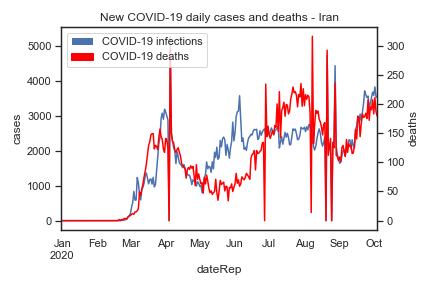 New COVID-19 daily cases and deaths - Iran
COVID-19 infections
COVID-19 deaths
cases
5000
4000
3000
2000
1000
0
deaths
300
250
200
150
100
50
0
Jan Feb Mar Apr May Jun Jul Aug Sep Oct
2020
dateRep